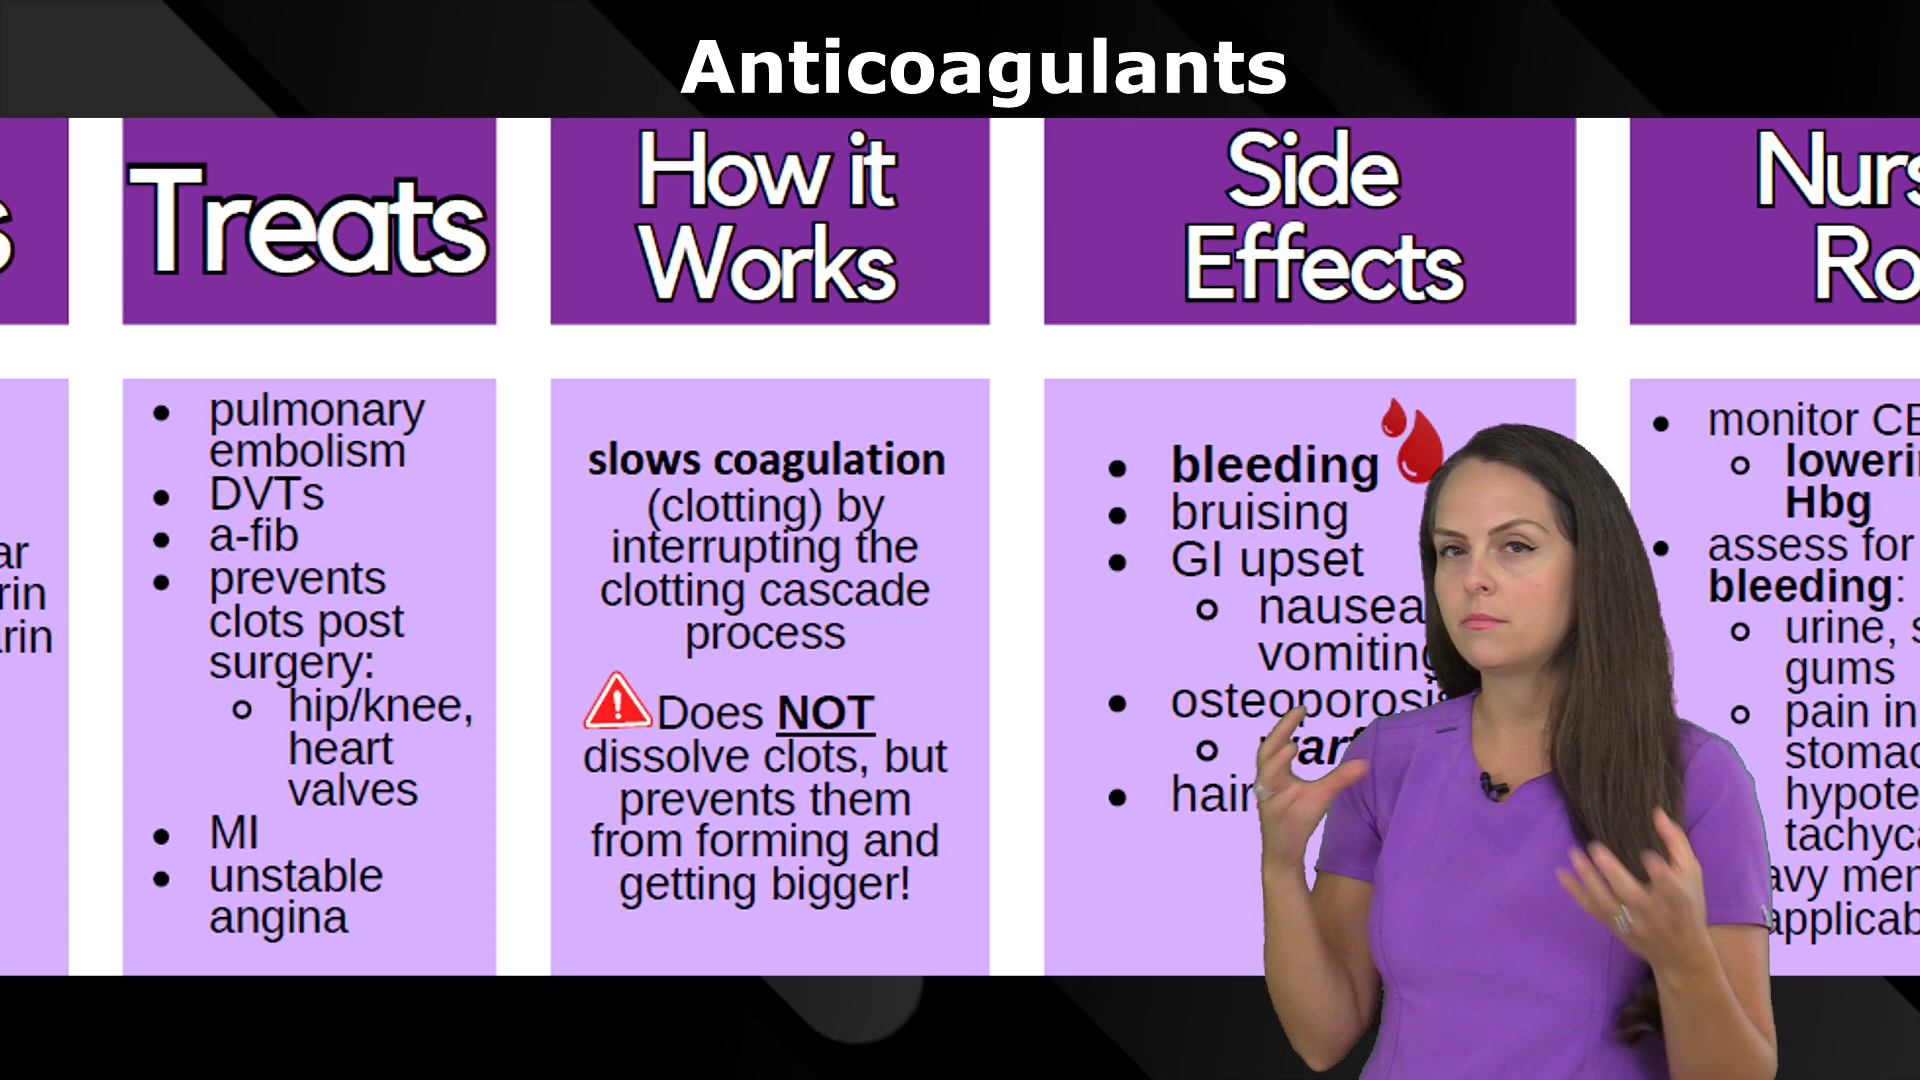 Anticoagulants
Treats
How it
Works
Side
Effects
pulmonary
embolism
DVTs
a-fib
prevents
clots post
surgery:
hip/knee,
heart
valves
MI
unstable
angina
slows coagulation
(clotting) by
interrupting the
clotting cascade
process
Does NOT
dissolve clots, but
prevents them
from forming and
getting bigger!
bleeding
bruising
GI upset
nausea
vomiting
osteoporosis
monitor
Hbg
assess for
bleeding:
urine,
gums
pain in